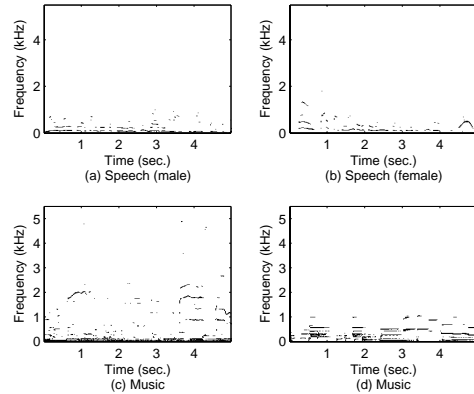 Frequency (kHz)
5
2
0
1 2 3 4
Time (sec.)
(a) Speech (male)
Frequency (kHz)
5
2
0
1 2 3 4
Time (sec.)
(b) Speech (female)
Frequency (kHz)
5
4
3
2
1
0
1 2 3 4
Time (sec.)
(c) Music
Frequency (kHz)
5
4
3
2
1
0
1 2 3 4
Time (sec.)
(d) Music